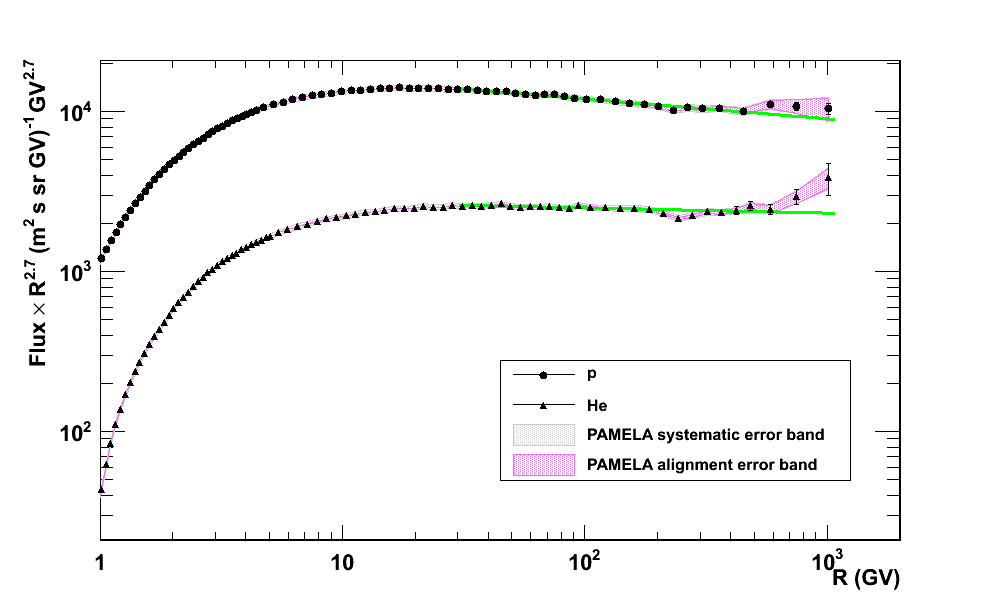 Flux × R^2.7 (m^2 s sr GV)^-1 GV^2.7
10^4
10^3
10^2
p
He
PAMELA systematic error band
PAMELA alignment error band
1 10 10^2 10^3
R (GV)